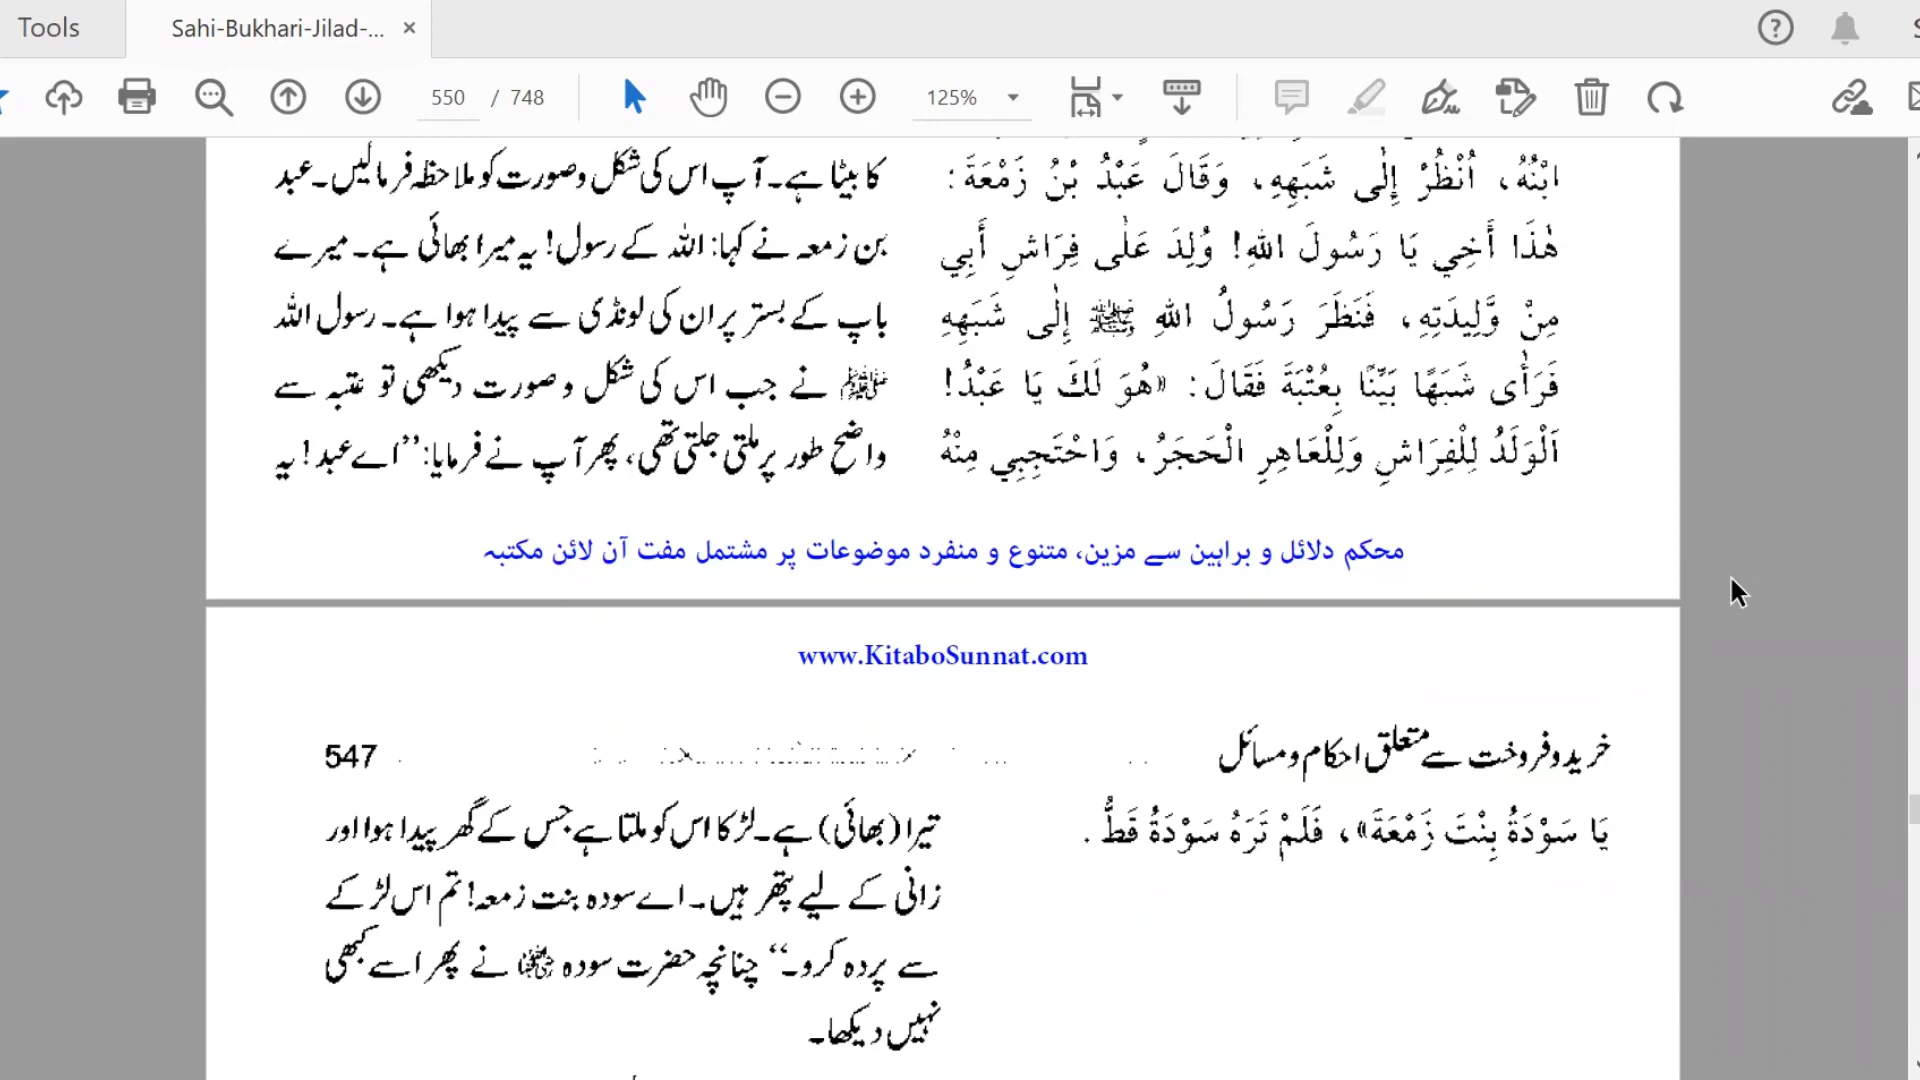 Tools
Sahi-Bukhari-Jilad-...
550 / 748
125%
ابْنُهُ، اُنْظُرْ إِلٰى شَبَهِهِ، وَقَالَ عَبْدُ بْنُ زَمْعَةَ:
هٰذَا أَخِي يَا رَسُولَ اللهِ! وُلِدَ عَلٰى فِرَاشِ أَبِي
مِنْ وَّلِيدَتِهِ، فَنَظَرَ رَسُولُ اللهِ ﷺ إِلٰى شَبَهِهِ
فَرَأٰى شَبَهًا بَيِّنًا بِعُتْبَةَ فَقَالَ: «هُوَ لَكَ يَا عَبْدُ!
اَلْوَلَدُ لِلْفِرَاشِ وَلِلْعَاهِرِ الْحَجَرُ، وَاحْتَجِبِي مِنْهُ
کا بیٹا ہے۔ آپ اس کی شکل و صورت کو ملاحظہ فرمالیں۔ عبد
بن زمعہ نے کہا: اللہ کے رسول! یہ میرا بھائی ہے۔ میرے
باپ کے بستر پر ان کی لونڈی سے پیدا ہوا ہے۔ رسول اللہ
ﷺ نے جب اس کی شکل و صورت دیکھی تو عتبہ سے
واضح طور پر ملتی جلتی تھی، پھر آپ نے فرمایا: ’’اے عبد! یہ
محکم دلائل و براہین سے مزین، متنوع و منفرد موضوعات پر مشتمل مفت آن لائن مکتبہ
www.KitaboSunnat.com
خرید و فروخت سے متعلق احکام و مسائل 547
يَا سَوْدَةُ بِنْتَ زَمْعَةَ»، فَلَمْ تَرَهُ سَوْدَةُ قَطُّ.
تیرا (بھائی) ہے۔ لڑکا اس کو ملتا ہے جس کے گھر پیدا ہوا اور
زانی کے لیے پتھر ہیں۔ اے سودہ بنت زمعہ! تم اس لڑکے
سے پردہ کرو۔‘‘ چنانچہ حضرت سودہ ؓ نے پھر اسے کبھی
نہیں دیکھا۔